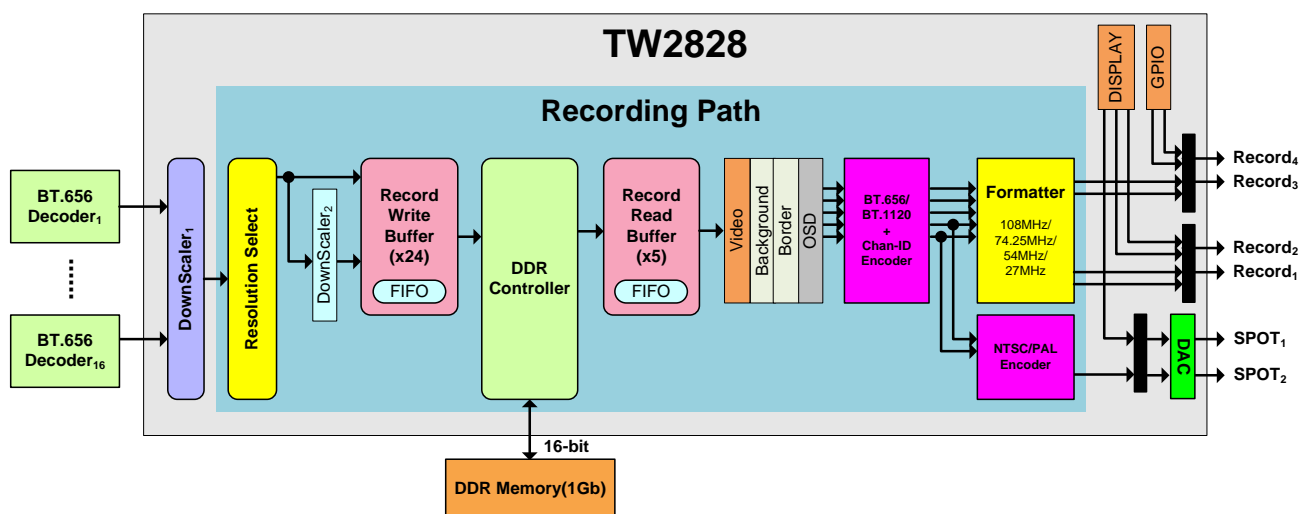 TW2828
Recording Path
DISPLAY
GPIO
BT.656
Decoder1
BT.656
Decoder16
DownScaler1
Resolution Select
DownScaler2
Record
Write
Buffer
(x24)
FIFO
DDR
Controller
Record
Read
Buffer
(x5)
FIFO
Video
Background
Border
OSD
BT.656/
BT.1120
+
Chan-ID
Encoder
Formatter
108MHz/
74.25MHz/
54MHz/
27MHz
NTSC/PAL
Encoder
DAC
Record4
Record3
Record2
Record1
SPOT1
SPOT2
16-bit
DDR Memory(1Gb)